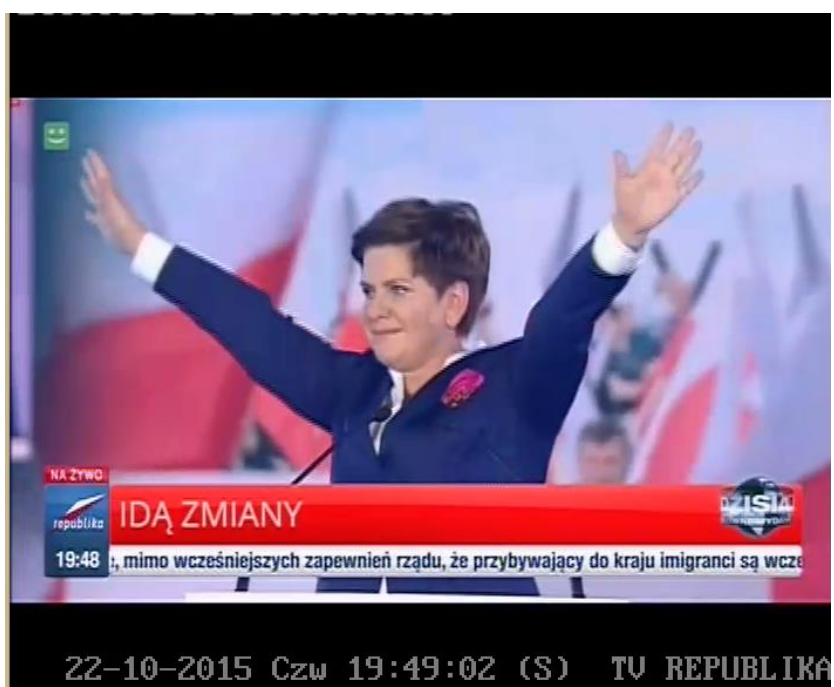 NA ŻYWO
republika
IDĄ ZMIANY
DZISIAJ
19:48
, mimo wcześniejszych zapewnień rządu, że przybywający do kraju imigranci są wcze
22-10-2015 Czw 19:49:02 (S) TV REPUBLIKA